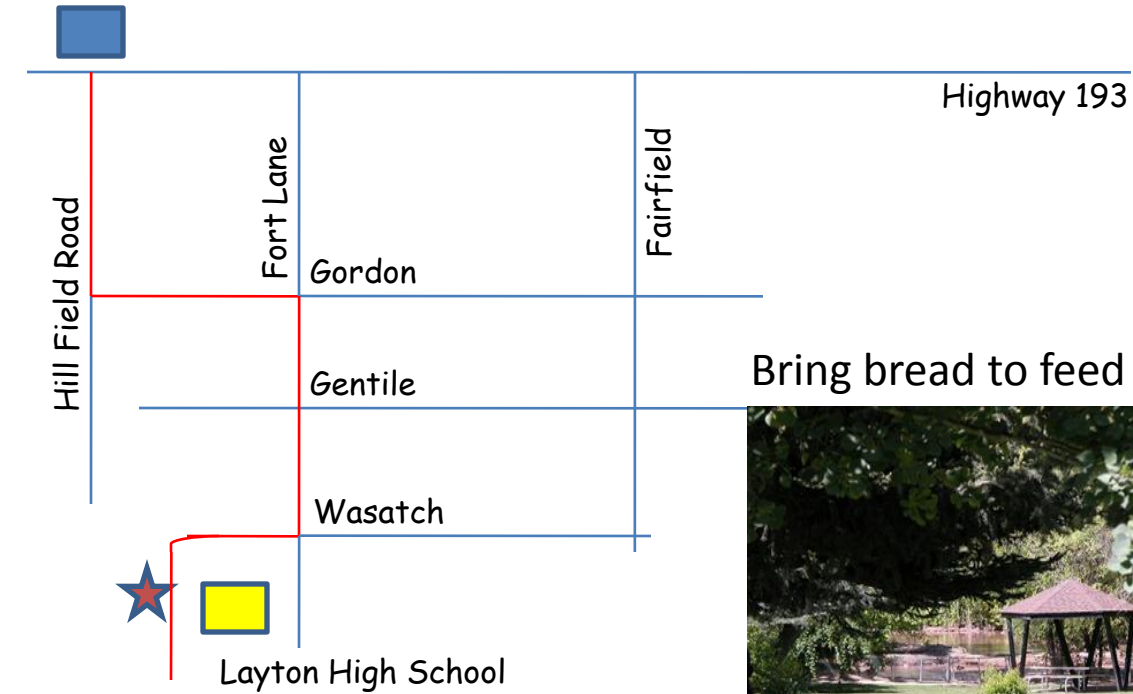 Highway 193
Hill Field Road
Fort Lane
Fairfield
Gordon
Gentile
Bring bread to feed
Wasatch
Layton High School